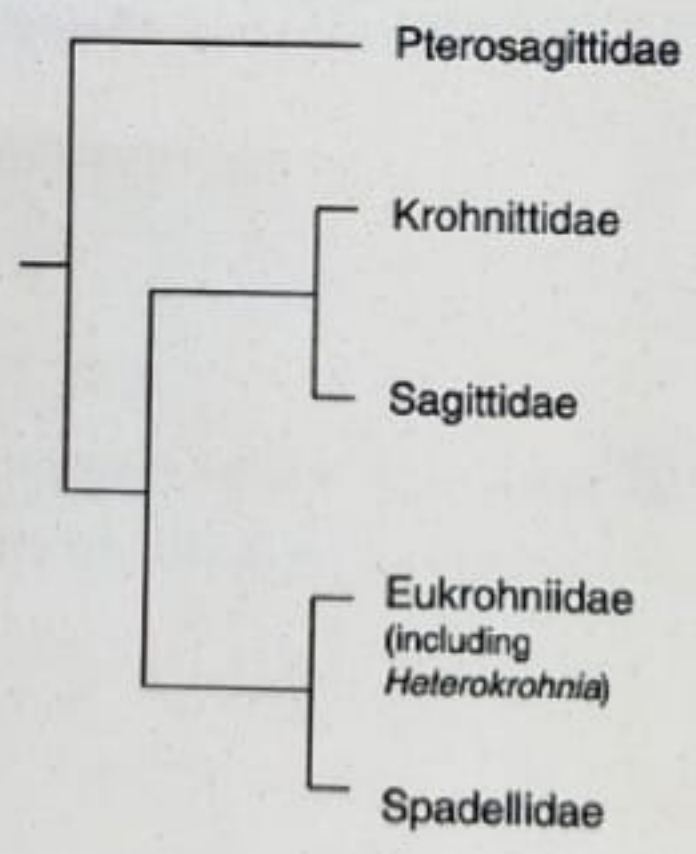 Pterosagittidae
Krohnittidae
Sagittidae
Eukrohniidae
(including
Heterokrohnia)
Spadellidae